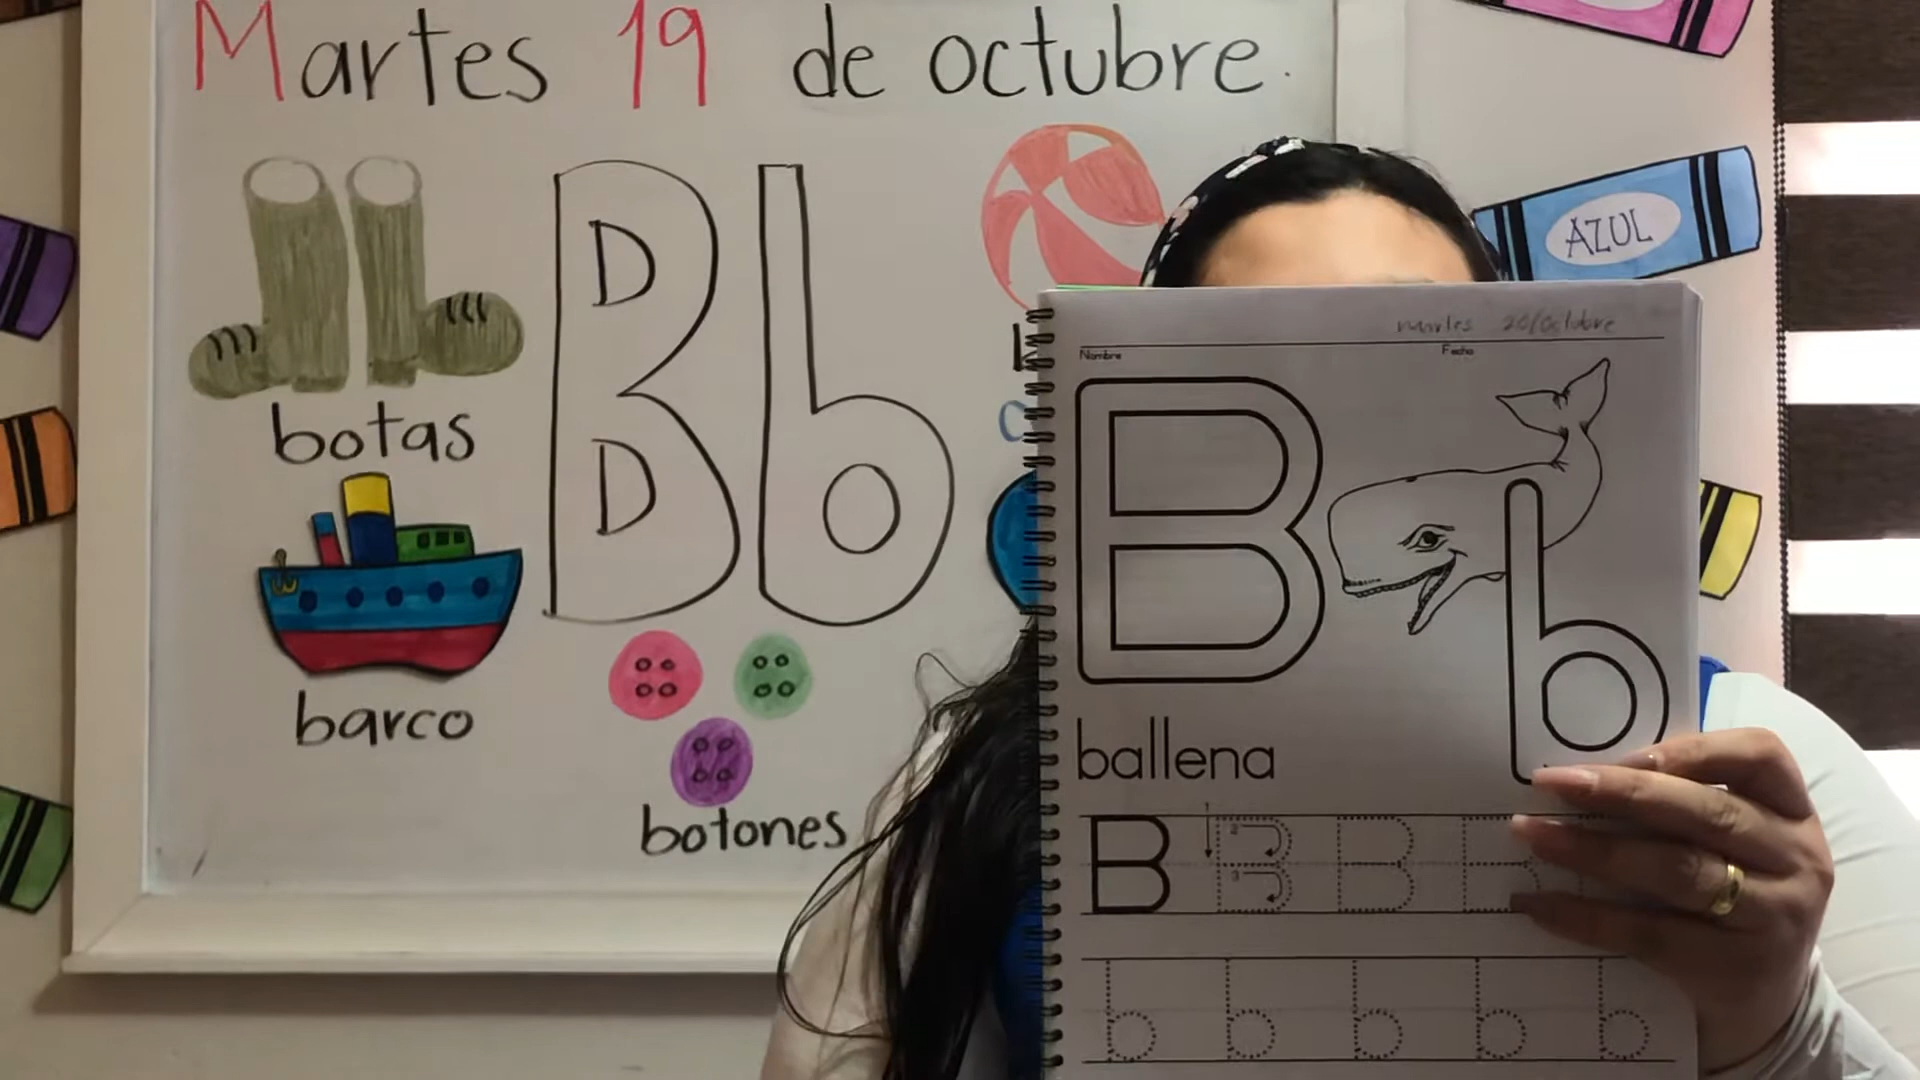 Martes 19 de octubre.
Bb
botas
barco
botones
AZUL
martes 20/octubre
Nombre
Fecha
B
b
ballena
B B B
b b b b b